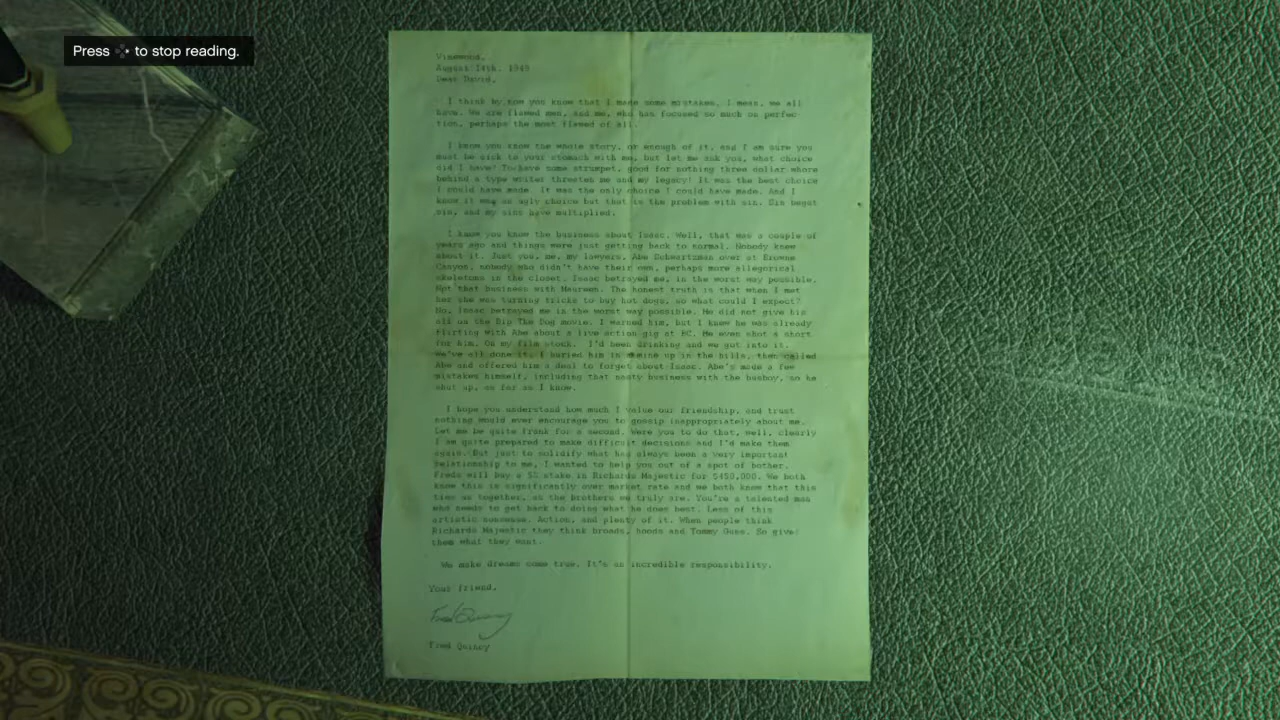 Press to stop reading.
Vinewood,
August 14th, 1949
Dear David,
I think by now you know that I made some mistakes. I mean, we all
have. We are flawed men, and me, who has focused so much on perfec-
tion, perhaps the most flawed of all.
I know you know the whole story, or enough of it, and I am sure you
must be sick to your stomach with me, but let me ask you, what choice
did I have? To have some strumpet, good for nothing three dollar whore
behind a type writer threaten me and my legacy! It was the best choice
I could have made. It was the only choice I could have made. And I
know it was an ugly choice but that is the problem with sin. Sin beget
sin, and my sins have multiplied.
I know you know the business about Isaac. Well, that was a couple of
years ago and things were just getting back to normal. Nobody knew
about it. Just you, me, my lawyers, Abe Schwartzman over at Browne
Canyon, nobody who didn't have their own, perhaps more allegorical
skeletons in the closet. Isaac betrayed me, in the worst way possible.
Not that business with Maureen. The honest truth is that when I met
her she was turning tricks to buy hot dogs, so what could I expect?
No, Isaac betrayed me in the worst way possible. He did not give his
all on the Rip The Dog movie. I warned him, but I knew he was already
flirting with Abe about a live action gig at BC. He even shot a short
for him. On my film stock. I'd been drinking and we got into it.
We've all done it. I buried him in a mine up in the hills, then called
Abe and offered him a deal to forget about Isaac. Abe's made a few
mistakes himself, including that nasty business with the busboy, so he
shut up, as far as I know.
I hope you understand how much I value our friendship, and trust
nothing would ever encourage you to gossip inappropriately about me.
Let me be quite frank for a second. Were you to do that, well, clearly
I am quite prepared to make difficult decisions and I'd make them
again. But just to solidify what has always been a very important
relationship to me, I wanted to help you out of a spot of bother.
Freds will buy a 5% stake in Richards Majestic for $450,000. We both
know this is significantly over market rate and we both know that this
ties us together, as the brothers we truly are. You're a talented man
who needs to get back to doing what he does best. Less of this
artistic nonsense. Action, and plenty of it. When people think
Richards Majestic they think broads, hoods and Tommy Guns. So give
them what they want.
We make dreams come true. It's an incredible responsibility.
Your friend,
Fred Quincy
Fred Quincy